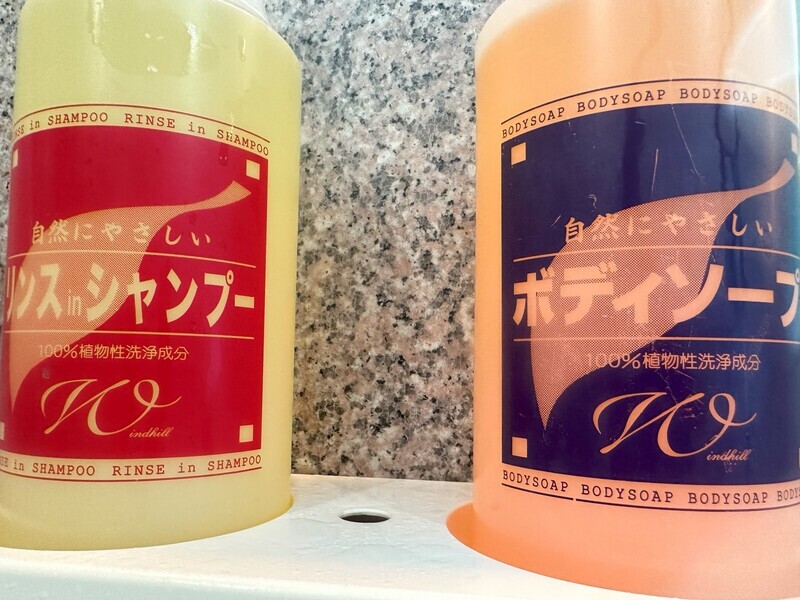 RINSE in SHAMPOO
自然にやさしい
リンスinシャンプー
100%植物性洗浄成分
Windhill
RINSE in SHAMPOO
BODYSOAP BODYSOAP BODYSOAP
自然にやさしい
ボディソープ
100%植物性洗浄成分
Windhill
BODYSOAP BODYSOAP BODYSOAP